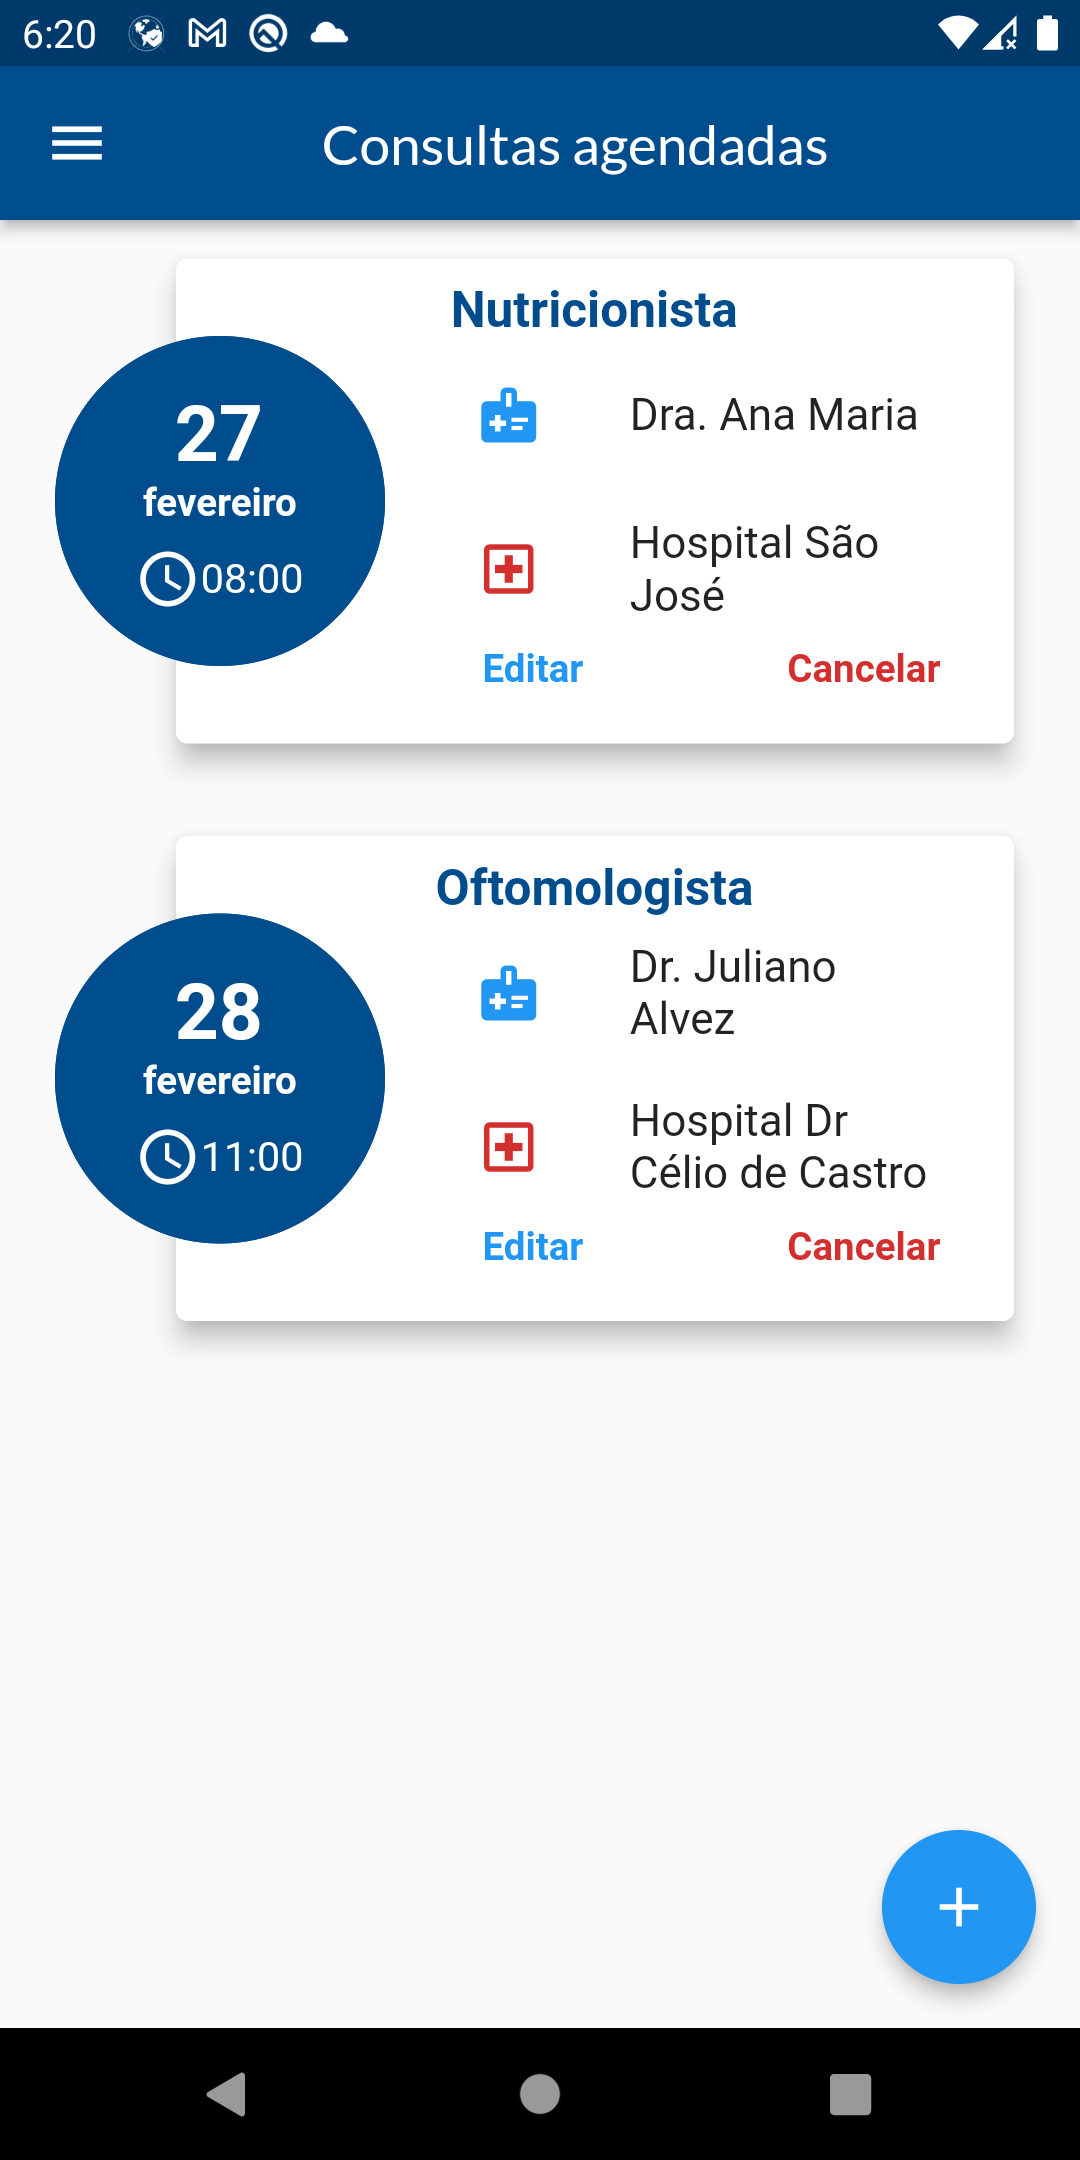 6:20
Consultas agendadas
Nutricionista
27
fevereiro
08:00
Dra. Ana Maria
Hospital São
José
Editar
Cancelar
Oftomologista
28
fevereiro
11:00
Dr. Juliano
Alvez
Hospital Dr
Célio de Castro
Editar
Cancelar